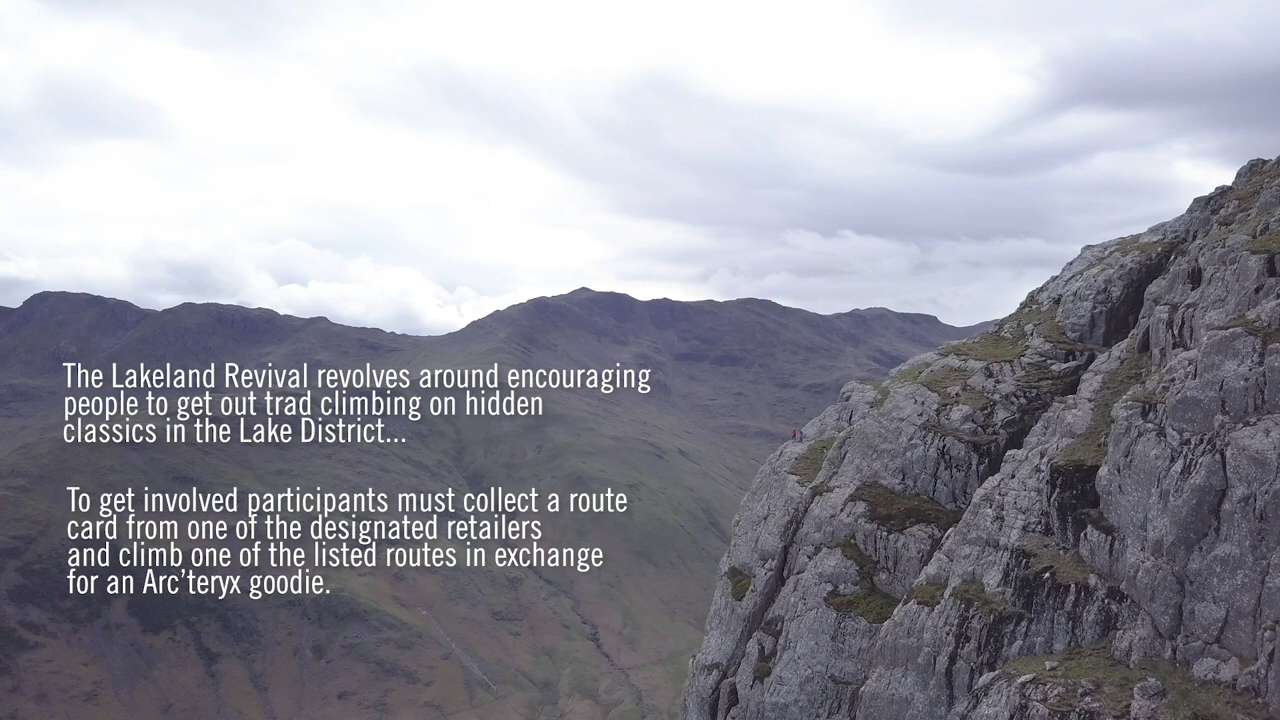 The Lakeland Revival revolves around encouraging
people to get out trad climbing on hidden
classics in the Lake District...
To get involved participants must collect a route
card from one of the designated retailers
and climb one of the listed routes in exchange
for an Arc'teryx goodie.